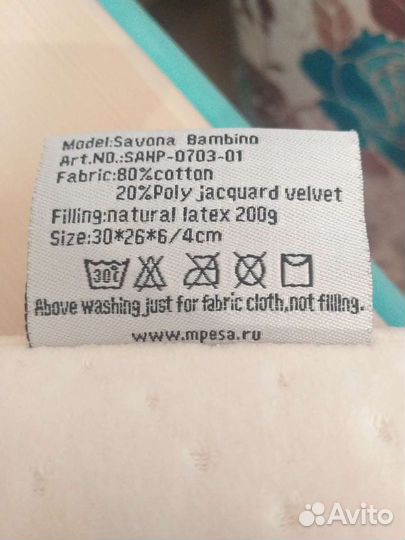 Model:Savona Bambino
Art.NO.:SAHP-0703-01
Fabric:80%cotton
20%Poly jacquard velvet
Filling:natural latex 200g
Size:30*26*6/4cm
30°
Above washing just for fabric cloth,not filling.
www.mpesa.ru
Avito